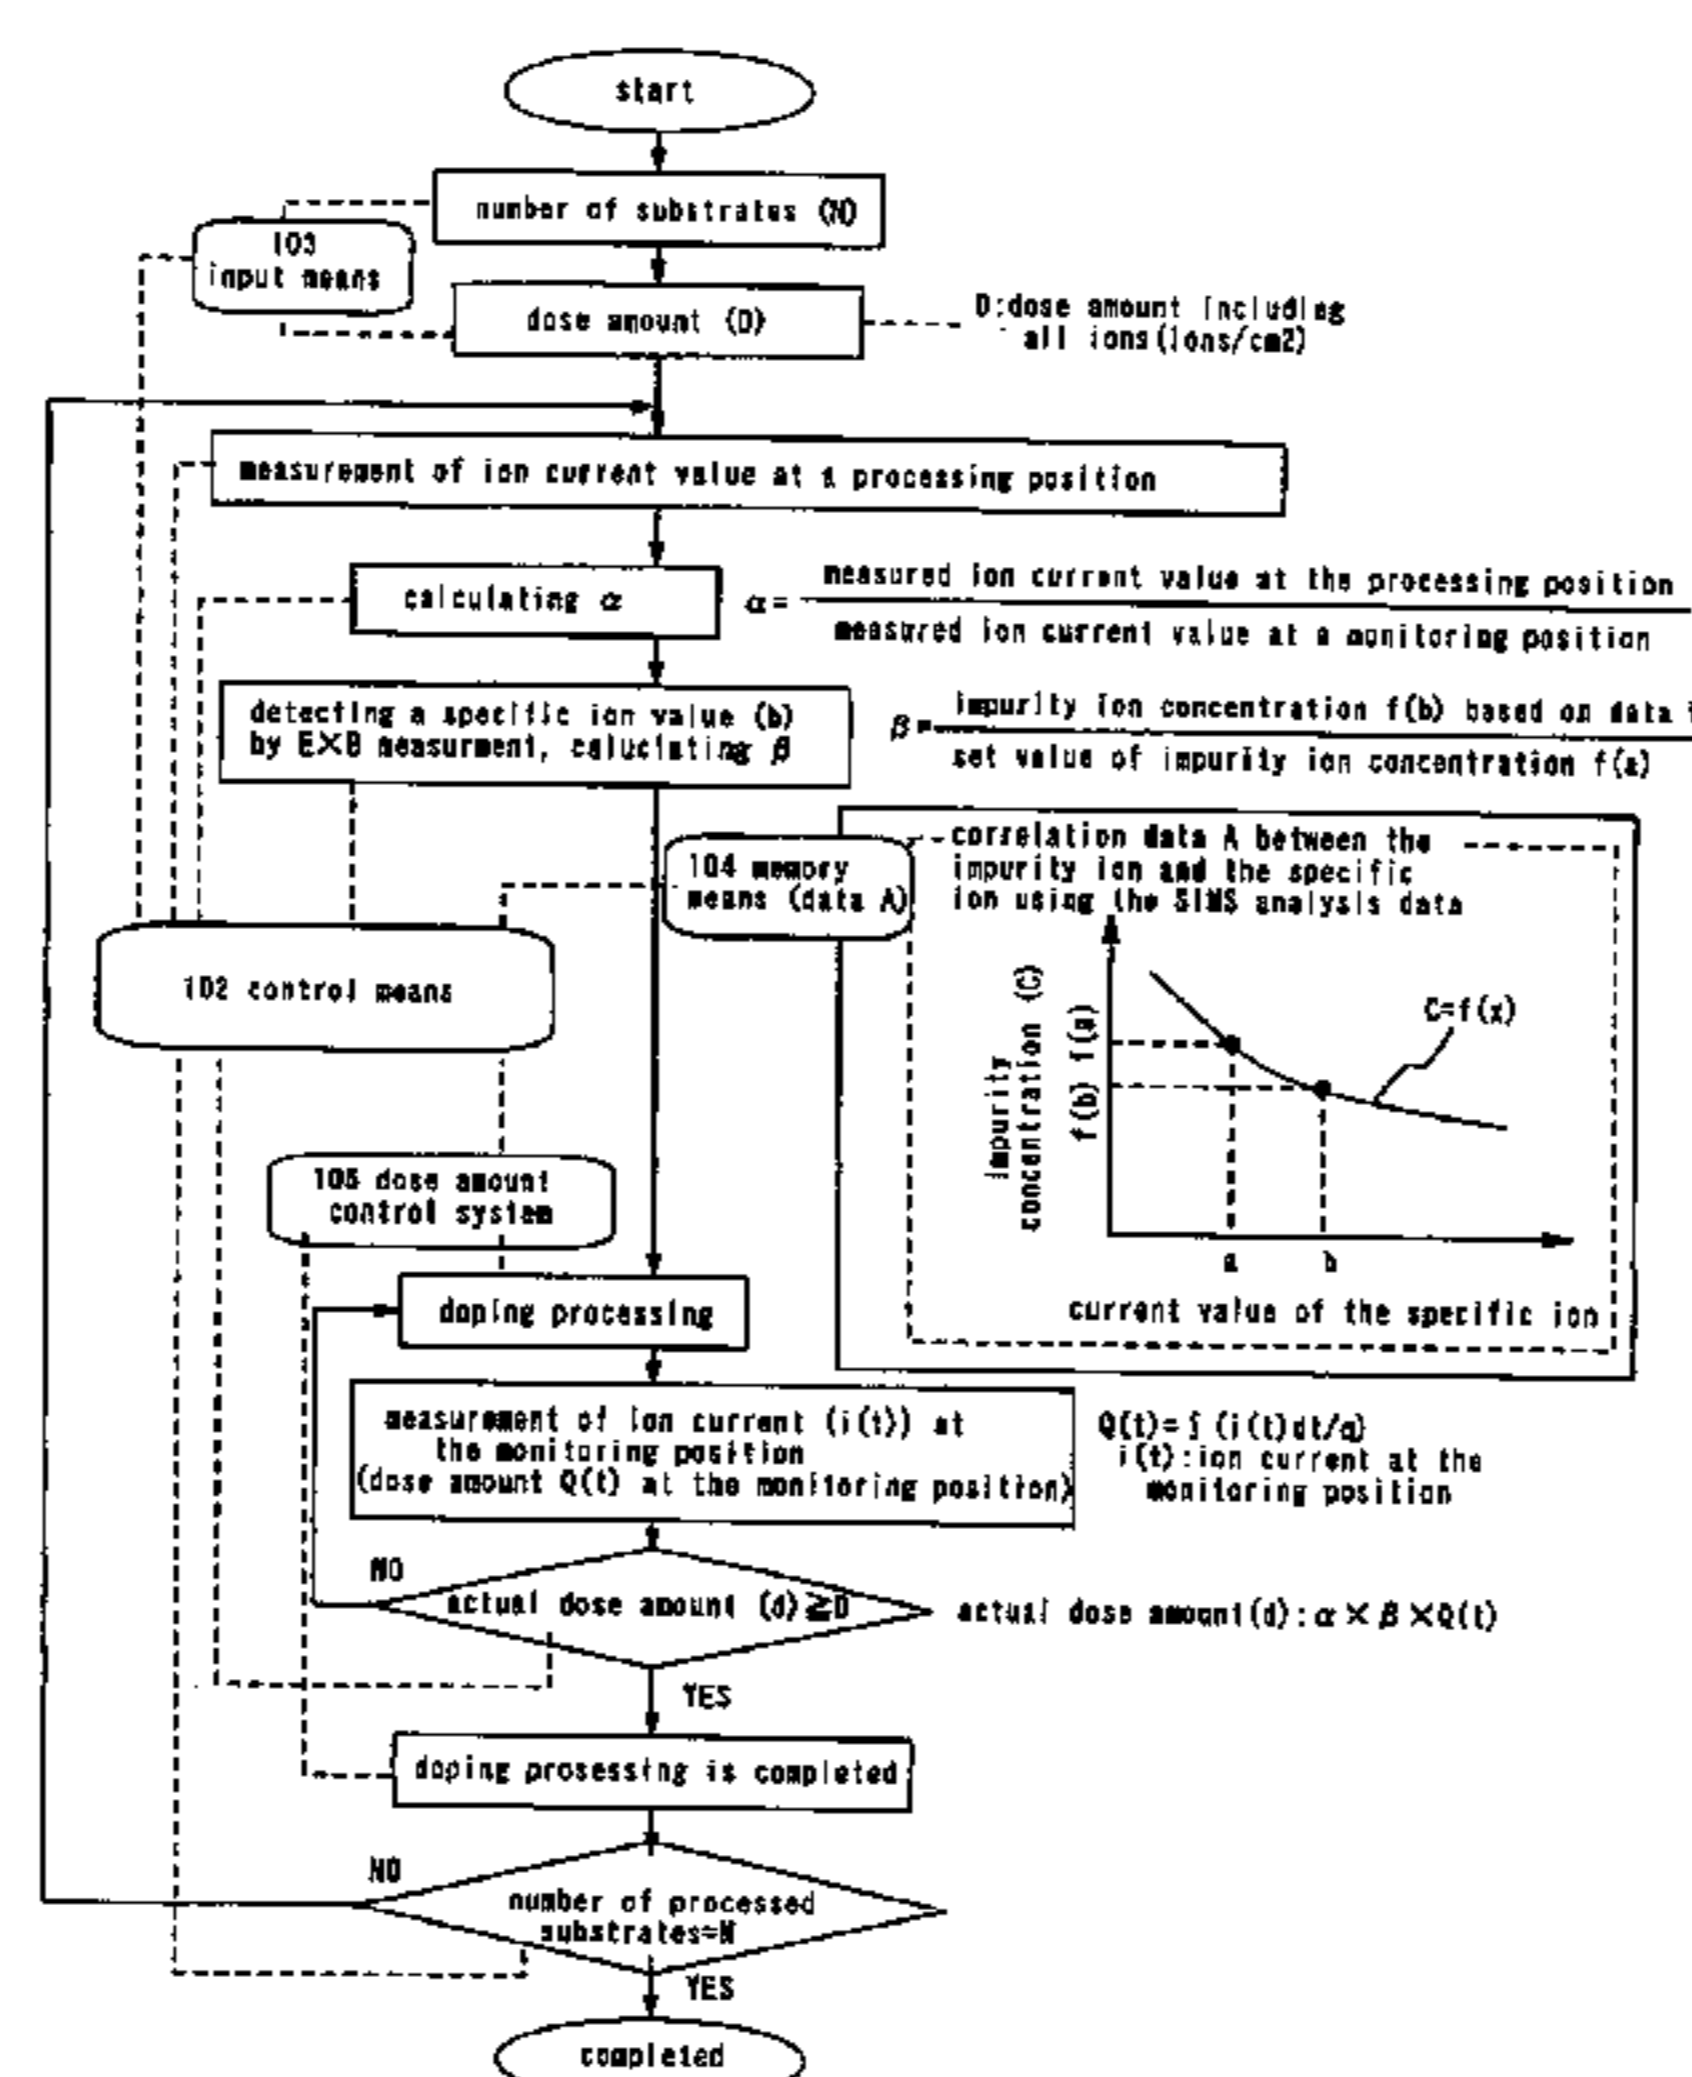 start
number of substrates (N)
103
input means
dose amount (D)
D:dose amount including
all ions(ions/cm2)
measurement of ion current value at a processing position
calculating α
α=
measured ion current value at the processing position
measured ion current value at a monitoring position
detecting a specific ion value (b)
by E×B measurment, caluclating β
β=
impurity ion concentration f(b) based on data
set value of impurity ion concentration f(a)
104 memory
means (data A)
correlation data A between the
impurity ion and the specific
ion using the SIMS analysis data
102 control means
impurity
concentration (C)
f(b) f(a)
C=f(x)
a
b
current value of the specific ion
105 dose amount
control system
doping processing
measurement of ion current (i(t)) at
the monitoring position
(dose amount Q(t) at the monitoring position)
Q(t)=∫(i(t)dt/q)
i(t):ion current at the
monitoring position
NO
actual dose amount (d)≧D
actual dose amount(d):α×β×Q(t)
YES
doping prosessing is completed
NO
number of processed
substrates=N
YES
completed